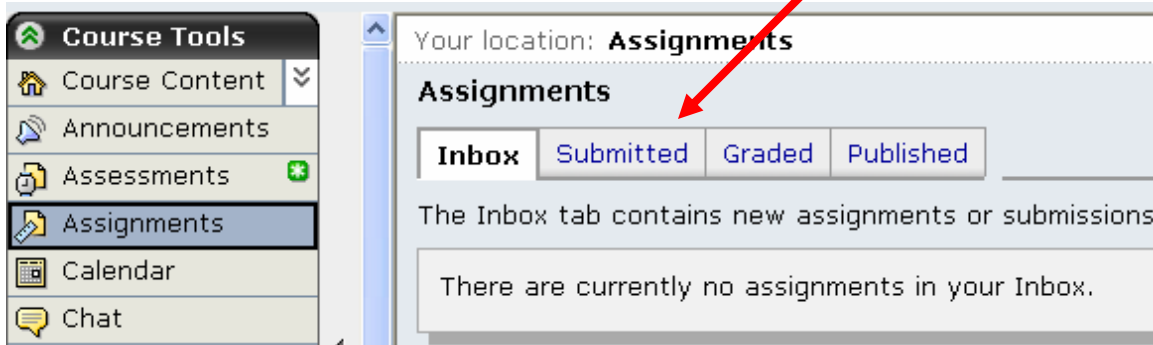 Course Tools
Course Content
Announcements
Assessments
Assignments
Calendar
Chat
Your location: Assignments
Assignments
Inbox Submitted Graded Published
The Inbox tab contains new assignments or submissions
There are currently no assignments in your Inbox.